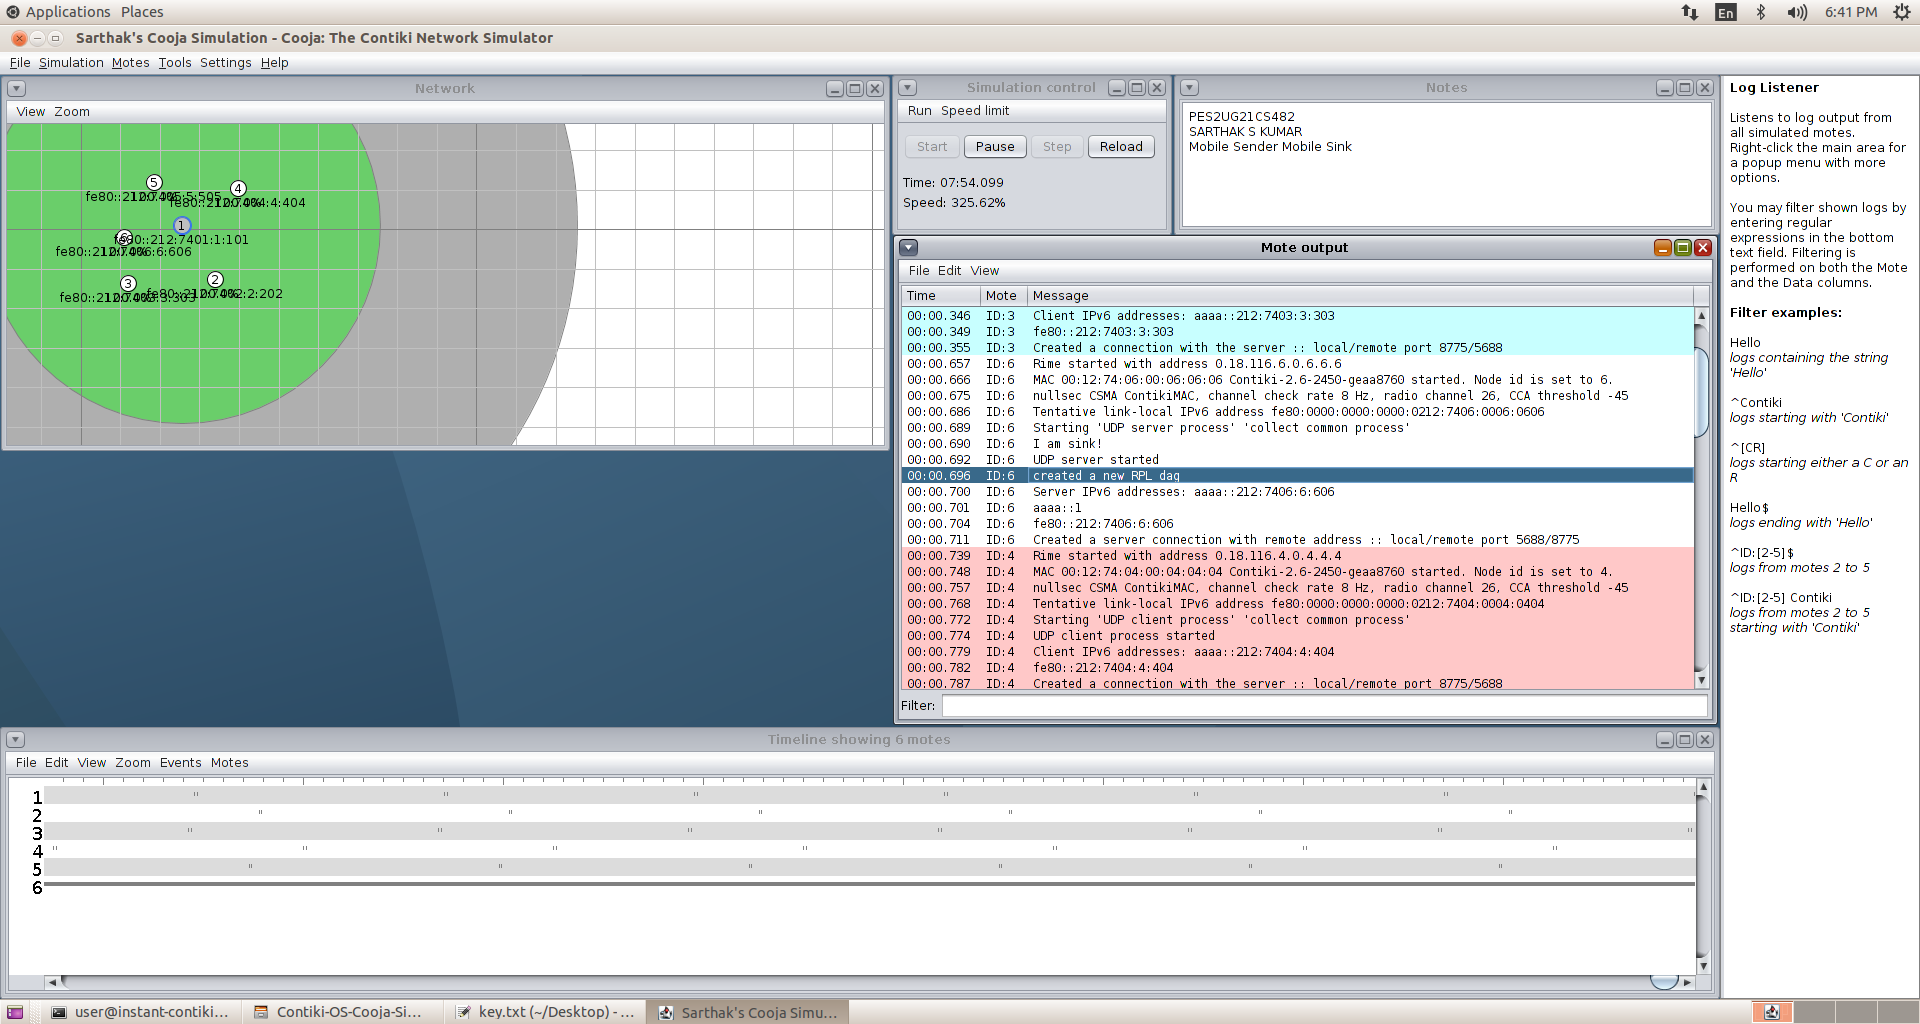 Applications Places
En 6:41 PM
Sarthak's Cooja Simulation - Cooja: The Contiki Network Simulator
File Simulation Motes Tools Settings Help
Network
View Zoom
5
4
1
fe80::212:7401:1:101
6
3
2
Simulation control
Run Speed limit
Start Pause Step Reload
Time: 07:54.099
Speed: 325.62%
Notes
PES2UG21CS482
SARTHAK S KUMAR
Mobile Sender Mobile Sink
Mote output
File Edit View
Time Mote Message
00:00.346 ID:3 Client IPv6 addresses: aaaa::212:7403:3:303
00:00.349 ID:3 fe80::212:7403:3:303
00:00.355 ID:3 Created a connection with the server :: local/remote port 8775/5688
00:00.657 ID:6 Rime started with address 0.18.116.6.0.6.6.6
00:00.666 ID:6 MAC 00:12:74:06:00:06:06:06 Contiki-2.6-2450-geaa8760 started. Node id is set to 6.
00:00.675 ID:6 nullsec CSMA ContikiMAC, channel check rate 8 Hz, radio channel 26, CCA threshold -45
00:00.686 ID:6 Tentative link-local IPv6 address fe80:0000:0000:0000:0212:7406:0006:0606
00:00.689 ID:6 Starting 'UDP server process' 'collect common process'
00:00.690 ID:6 I am sink!
00:00.692 ID:6 UDP server started
00:00.696 ID:6 created a new RPL dag
00:00.700 ID:6 Server IPv6 addresses: aaaa::212:7406:6:606
00:00.701 ID:6 aaaa::1
00:00.704 ID:6 fe80::212:7406:6:606
00:00.711 ID:6 Created a server connection with remote address :: local/remote port 5688/8775
00:00.739 ID:4 Rime started with address 0.18.116.4.0.4.4.4
00:00.748 ID:4 MAC 00:12:74:04:00:04:04:04 Contiki-2.6-2450-geaa8760 started. Node id is set to 4.
00:00.757 ID:4 nullsec CSMA ContikiMAC, channel check rate 8 Hz, radio channel 26, CCA threshold -45
00:00.768 ID:4 Tentative link-local IPv6 address fe80:0000:0000:0000:0212:7404:0004:0404
00:00.772 ID:4 Starting 'UDP client process' 'collect common process'
00:00.774 ID:4 UDP client process started
00:00.779 ID:4 Client IPv6 addresses: aaaa::212:7404:4:404
00:00.782 ID:4 fe80::212:7404:4:404
00:00.787 ID:4 Created a connection with the server :: local/remote port 8775/5688
Filter:
Log Listener
Listens to log output from
all simulated motes.
Right-click the main area for
a popup menu with more
options.
You may filter shown logs by
entering regular
expressions in the bottom
text field. Filtering is
performed on both the Mote
and the Data columns.
Filter examples:
Hello
logs containing the string
'Hello'
^Contiki
logs starting with 'Contiki'
^[CR]
logs starting either a C or an
R
Hello$
logs ending with 'Hello'
^ID:[2-5]$
logs from motes 2 to 5
^ID:[2-5] Contiki
logs from motes 2 to 5
starting with 'Contiki'
Timeline showing 6 motes
File Edit View Zoom Events Motes
1
2
3
4
5
6
user@instant-contiki... Contiki-OS-Cooja-Si... key.txt (~/Desktop) - ... Sarthak's Cooja Simu...